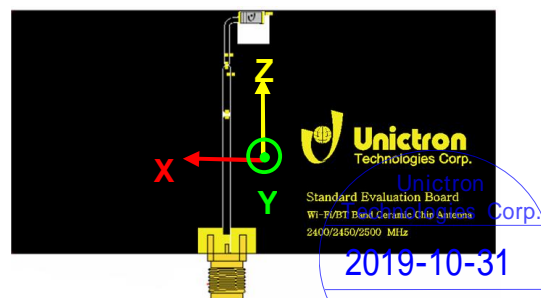 Z
X
Y
Unictron
Technologies Corp.
Standard Evaluation Board
Wi-Fi/BT Band Ceramic Chip Antenna
2400/2450/2500 MHz
Unictron
Technologies Corp.
2019-10-31